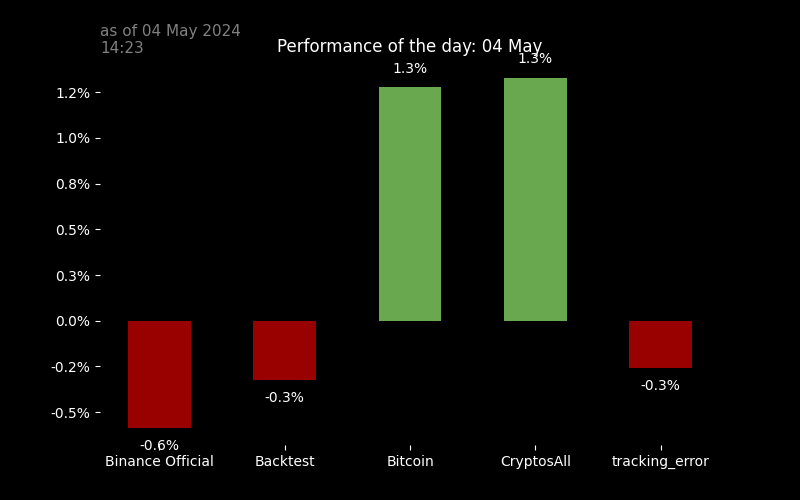 as of 04 May 2024
14:23
Performance of the day: 04 May
1.3%
1.3%
1.2%
1.0%
0.8%
0.5%
0.3%
0.0%
-0.2%
-0.5%
-0.3%
-0.3%
-0.6%
Binance Official
Backtest
Bitcoin
CryptosAll
tracking_error